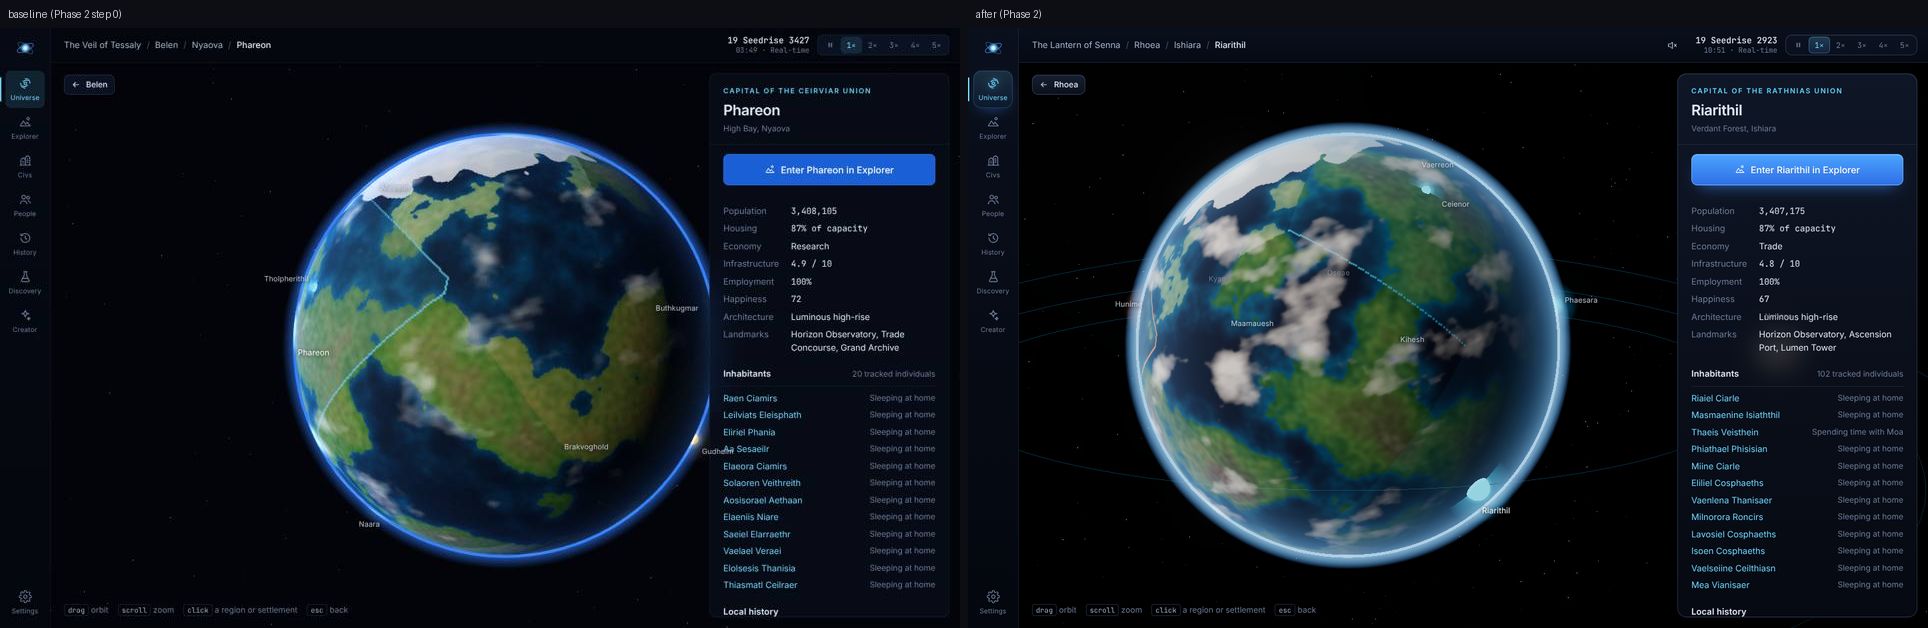 baseline (Phase 2 step 0)
The Veil of Tessaly / Belen / Nyaova / Phareon
19 Seedrise 3427
03:49 · Real-time
1× 2× 3× 4× 5×
← Belen
Universe
Explorer
Civs
People
History
Discovery
Creator
Settings
Tholpherithil
Phareon
Buthkugmar
Brakvoghold
Naara
CAPITAL OF THE CEIRVIAR UNION
Phareon
High Bay, Nyaova
Enter Phareon in Explorer
Population 3,408,105
Housing 87% of capacity
Economy Research
Infrastructure 4.9 / 10
Employment 100%
Happiness 72
Architecture Luminous high-rise
Landmarks Horizon Observatory, Trade
Concourse, Grand Archive
Inhabitants 20 tracked individuals
Raen Ciamirs Sleeping at home
Leilviats Eleisphath Sleeping at home
Eliriel Phania Sleeping at home
Aa Sesaeilr Sleeping at home
Elaeora Ciamirs Sleeping at home
Solaoren Veithreith Sleeping at home
Aosisorael Aethaan Sleeping at home
Elaeniis Niare Sleeping at home
Saeiel Elarraethr Sleeping at home
Vaelael Veraei Sleeping at home
Elolsesis Thanisia Sleeping at home
Thiasmatl Ceilraer Sleeping at home
Local history
drag orbit scroll zoom click a region or settlement esc back
after (Phase 2)
The Lantern of Senna / Rhoea / Ishiara / Riarithil
19 Seedrise 2923
10:51 · Real-time
1× 2× 3× 4× 5×
← Rhoea
Universe
Explorer
Civs
People
History
Discovery
Creator
Settings
Vaerreon
Ceienor
Phaesara
Maamauesh
Kihesh
Riarithil
CAPITAL OF THE RATHNIAS UNION
Riarithil
Verdant Forest, Ishiara
Enter Riarithil in Explorer
Population 3,407,175
Housing 87% of capacity
Economy Trade
Infrastructure 4.8 / 10
Employment 100%
Happiness 67
Architecture Luminous high-rise
Landmarks Horizon Observatory, Ascension
Port, Lumen Tower
Inhabitants 102 tracked individuals
Riaiel Ciarle Sleeping at home
Masmaenine Isiaththil Sleeping at home
Thaeis Veisthein Spending time with Moa
Phiathael Phisisian Sleeping at home
Miine Ciarle Sleeping at home
Eliliel Cosphaeths Sleeping at home
Vaenlena Thanisaer Sleeping at home
Milnorora Roncirs Sleeping at home
Lavosiel Cosphaeths Sleeping at home
Isoen Cosphaeths Sleeping at home
Vaelseiine Ceilthiasn Sleeping at home
Mea Vianisaer Sleeping at home
Local history
drag orbit scroll zoom click a region or settlement esc back